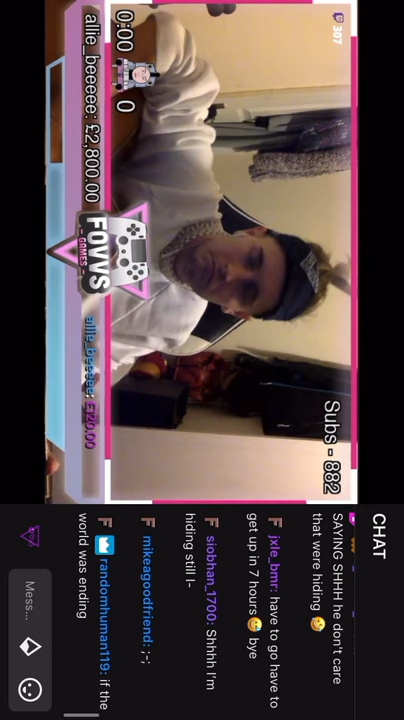 307
Subs - 882
0:00
0
allie_beeeee: £2,800.00
FOVVS
- GAMES -
allie_beeeee: £120.00
CHAT
SAYING SHHH he don't care
that were hiding
jxle_bmr: have to go have to
get up in 7 hours bye
siobhan_1700: Shhhh I'm
hiding still I-
mikeagoodfriend: ;-;
randomhuman119: if the
world was ending
Mess...